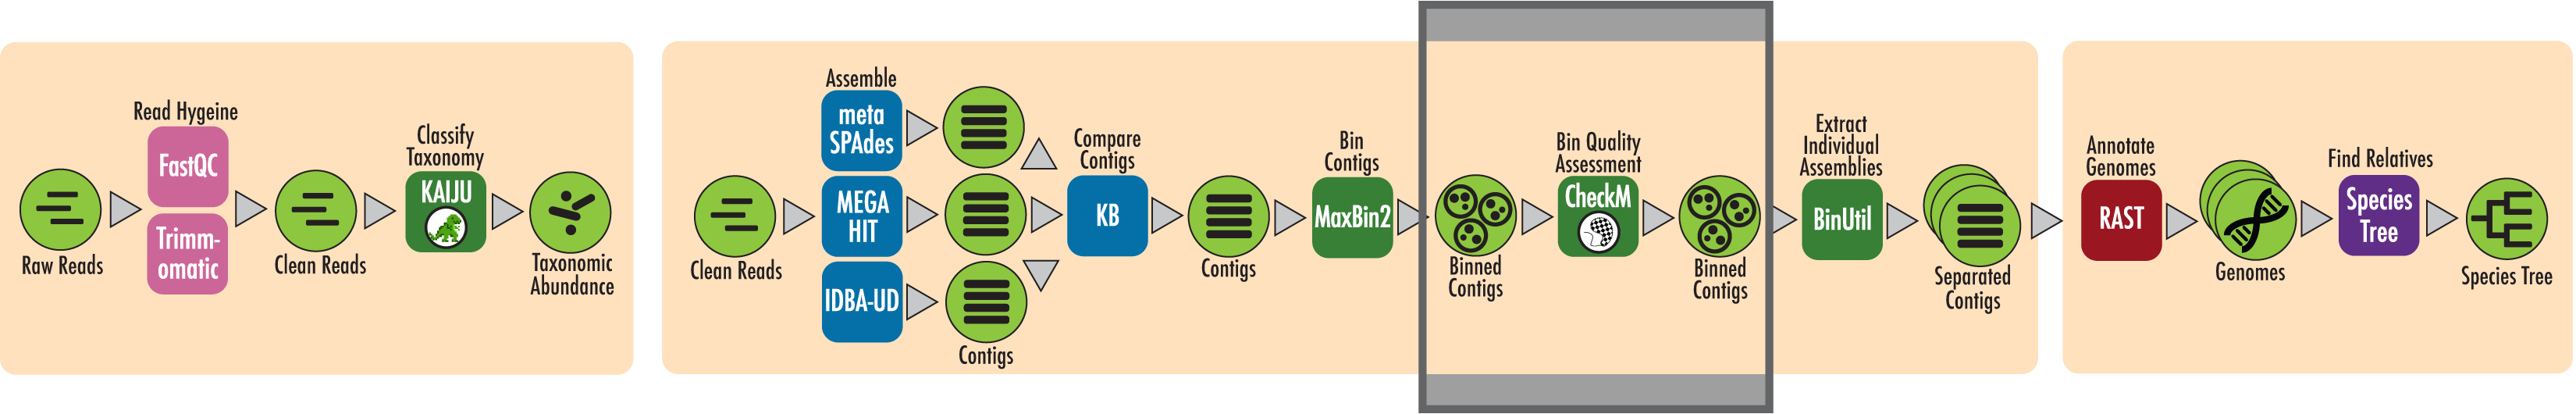 Raw Reads
Read Hygeine
FastQC
Trimm-
omatic
Clean Reads
Classify
Taxonomy
KAIJU
Taxonomic
Abundance
Clean Reads
Assemble
meta
SPAdes
MEGA
HIT
IDBA-UD
Contigs
Compare
Contigs
KB
Contigs
Bin
Contigs
MaxBin2
Binned
Contigs
Bin Quality
Assessment
CheckM
Binned
Contigs
Extract
Individual
Assemblies
BinUtil
Separated
Contigs
Annotate
Genomes
RAST
Genomes
Find Relatives
Species
Tree
Species Tree